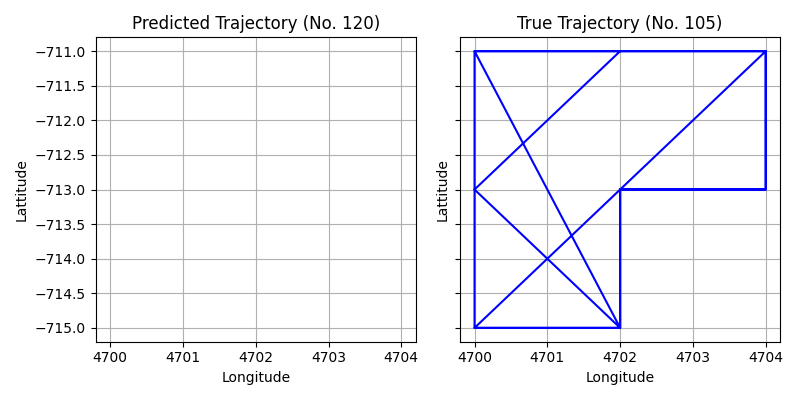 Predicted Trajectory (No. 120)
True Trajectory (No. 105)
−711.0
−711.5
−712.0
−712.5
−713.0
−713.5
−714.0
−714.5
−715.0
Lattitude
Lattitude
4700 4701 4702 4703 4704
4700 4701 4702 4703 4704
Longitude
Longitude